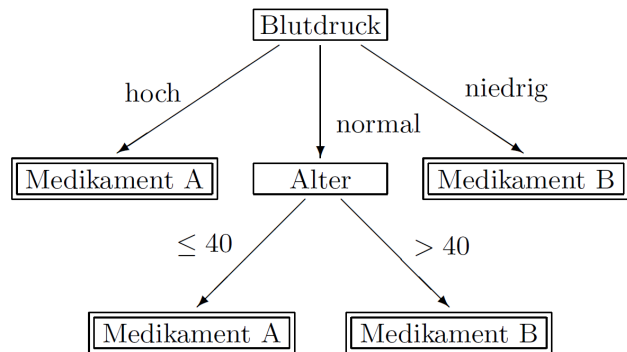 Blutdruck
hoch
niedrig
normal
Medikament A
Alter
Medikament B
≤ 40
> 40
Medikament A
Medikament B